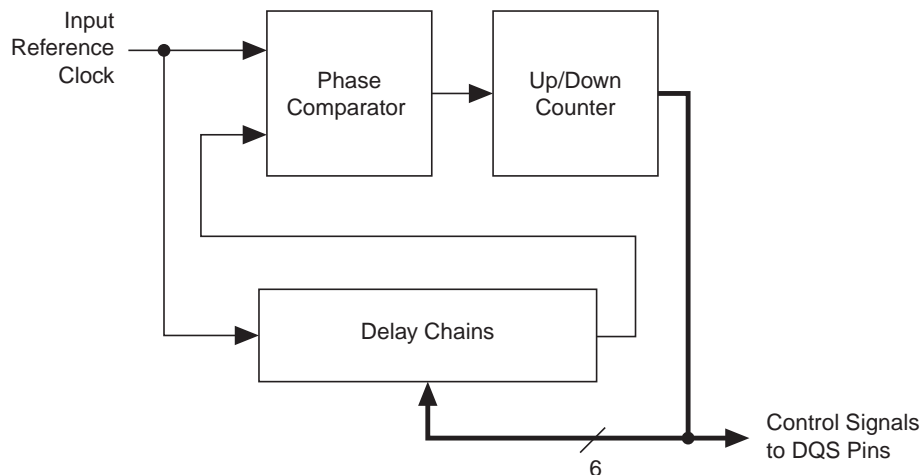 Input
Reference
Clock
Phase
Comparator
Up/Down
Counter
Delay Chains
6
Control Signals
to DQS Pins